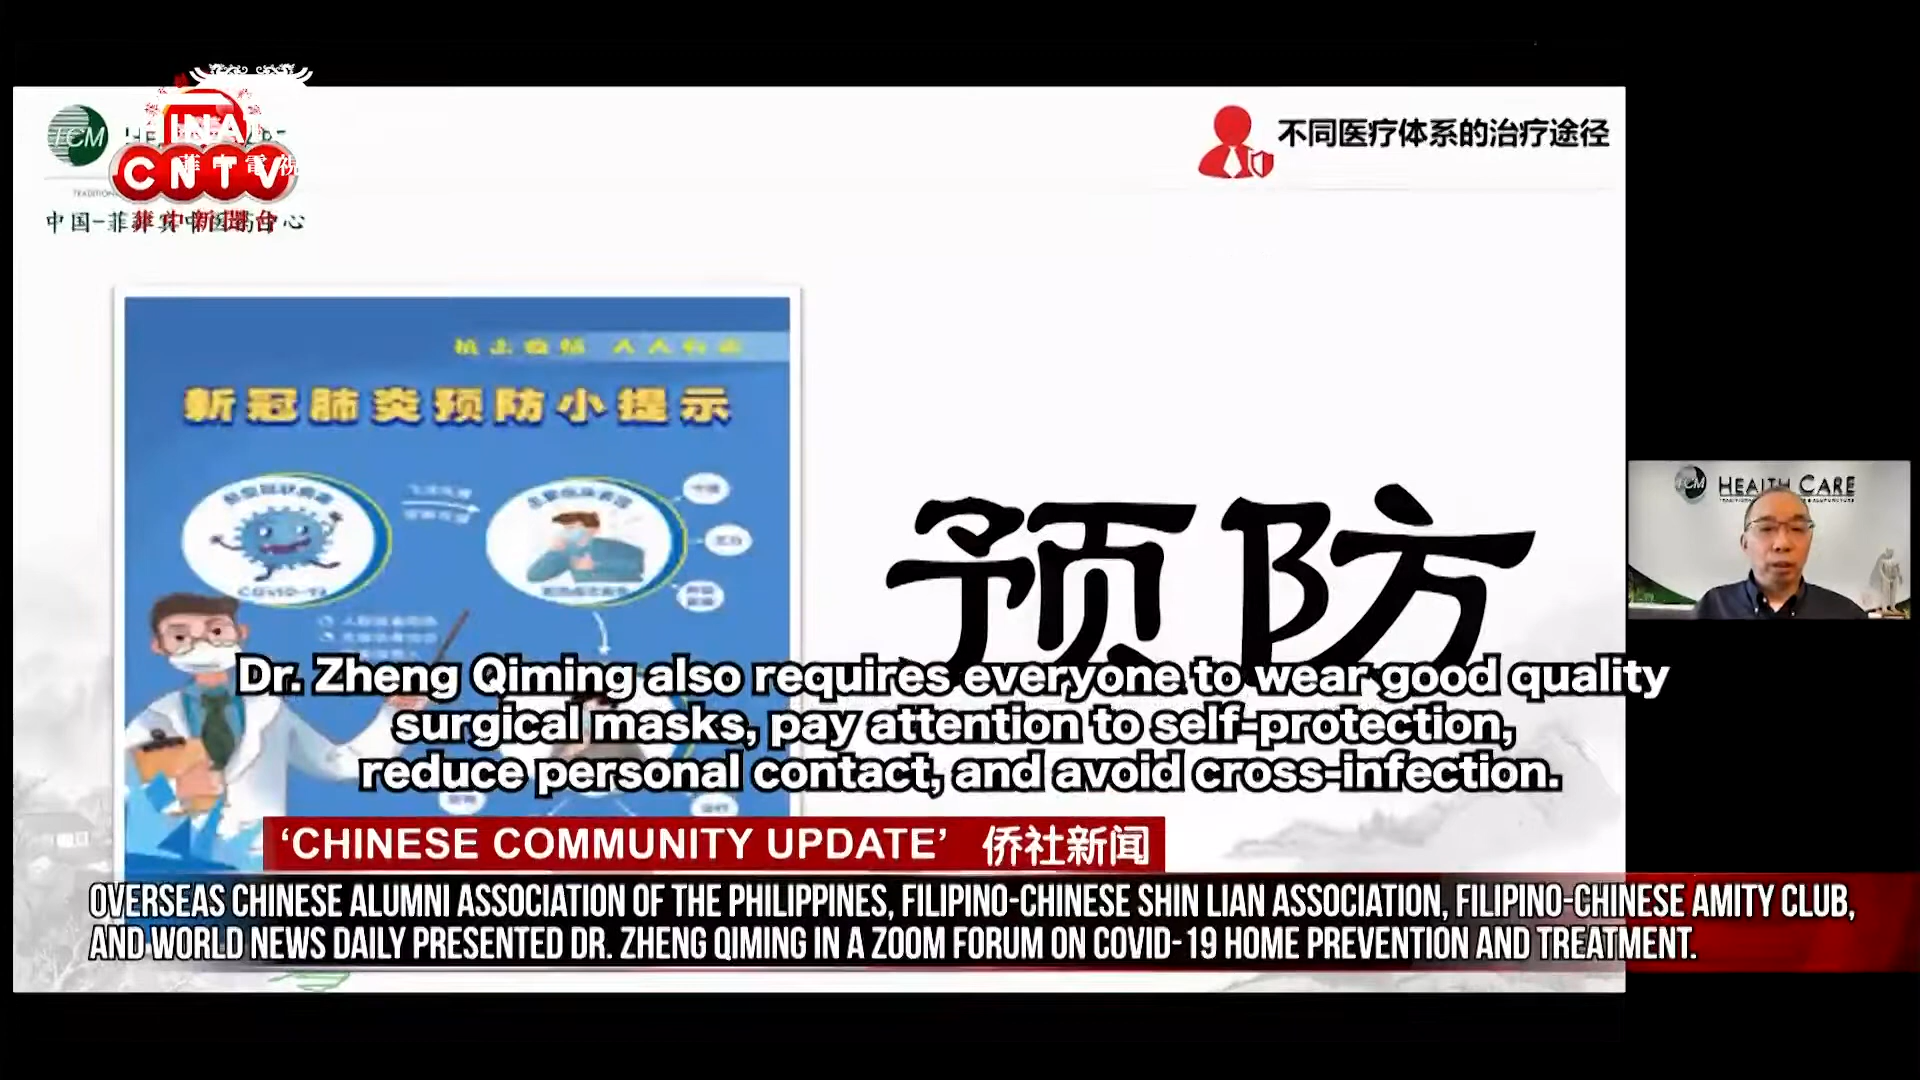 TCM
CNTV
不同医疗体系的治疗途径
新冠肺炎预防小提示
COVID-19
预防
TCM HEALTH CARE
Dr. Zheng Qiming also requires everyone to wear good quality
surgical masks, pay attention to self-protection,
reduce personal contact, and avoid cross-infection.
‘CHINESE COMMUNITY UPDATE’ 侨社新闻
OVERSEAS CHINESE ALUMNI ASSOCIATION OF THE PHILIPPINES, FILIPINO-CHINESE SHIN LIAN ASSOCIATION, FILIPINO-CHINESE AMITY CLUB,
AND WORLD NEWS DAILY PRESENTED DR. ZHENG QIMING IN A ZOOM FORUM ON COVID-19 HOME PREVENTION AND TREATMENT.